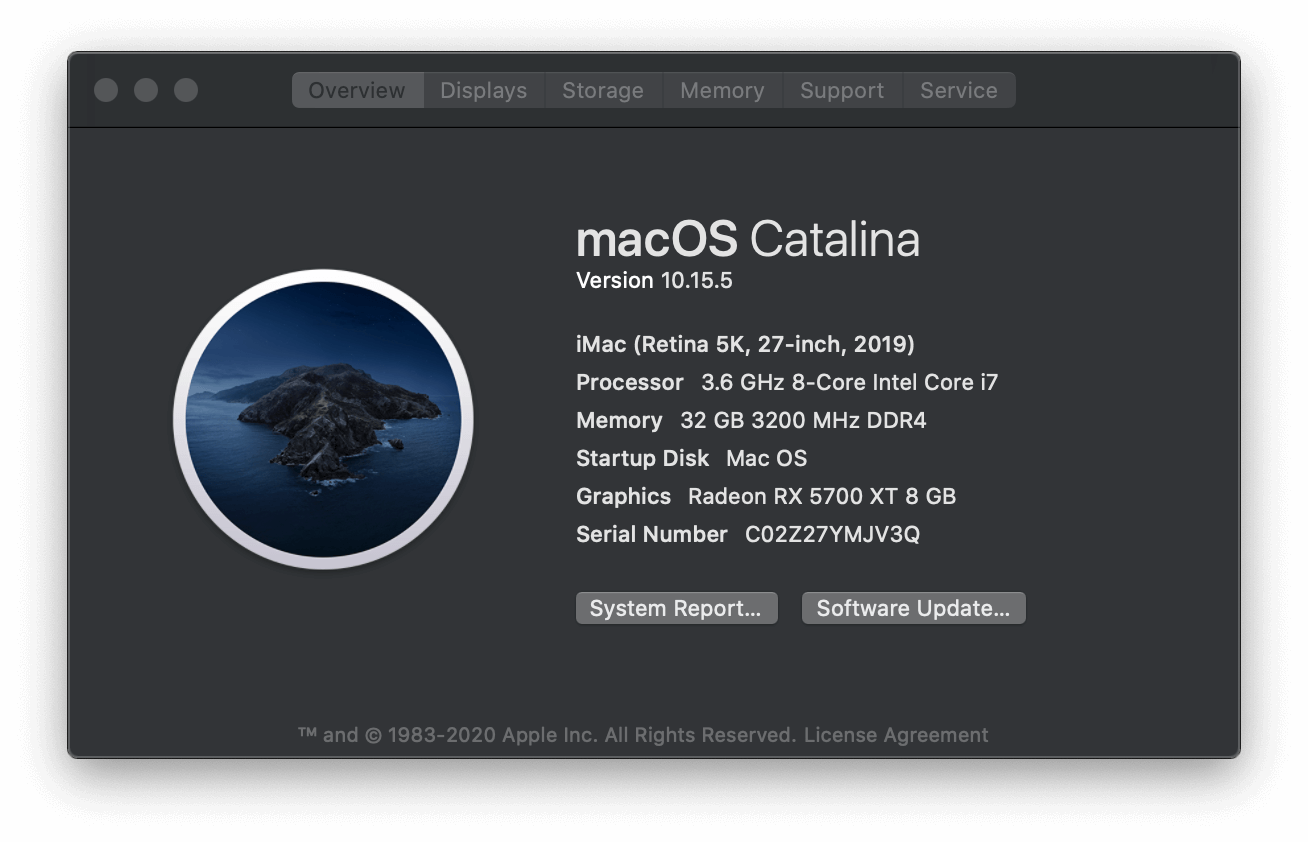 Overview Displays Storage Memory Support Service
macOS Catalina
Version 10.15.5
iMac (Retina 5K, 27-inch, 2019)
Processor 3.6 GHz 8-Core Intel Core i7
Memory 32 GB 3200 MHz DDR4
Startup Disk Mac OS
Graphics Radeon RX 5700 XT 8 GB
Serial Number C02Z27YMJV3Q
System Report... Software Update...
™ and © 1983-2020 Apple Inc. All Rights Reserved. License Agreement